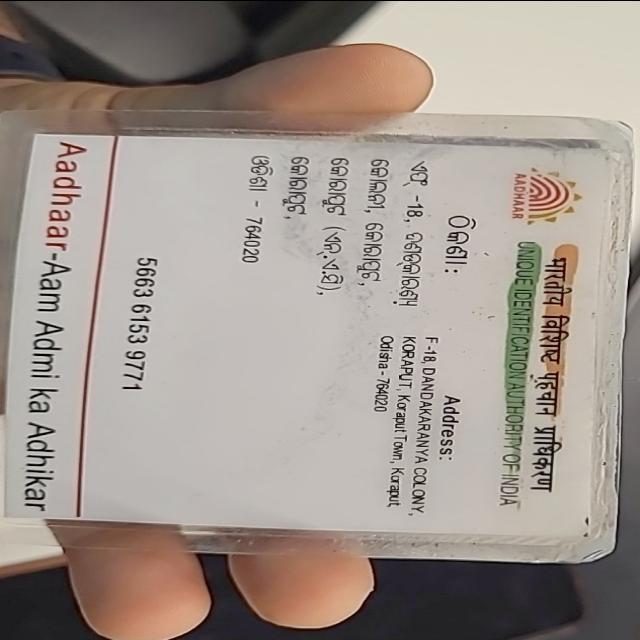 भारतीय विशिष्ट पहचान प्राधिकरण
UNIQUE IDENTIFICATION AUTHORITY OF INDIA
AADHAAR
ଠିକଣା:
ଏଫ୍ -18, ଦଣ୍ଡକାରଣ୍ୟ
କୋଲୋନୀ, କୋରାପୁଟ,
କୋରାପୁଟ (ଏନ୍.ଏ.ସି),
କୋରାପୁଟ,
ଓଡିଶା - 764020
Address:
F-18, DANDAKARANYA COLONY,
KORAPUT, Koraput Town, Koraput,
Odisha - 764020
5663 6153 9771
Aadhaar-Aam Admi ka Adhikar